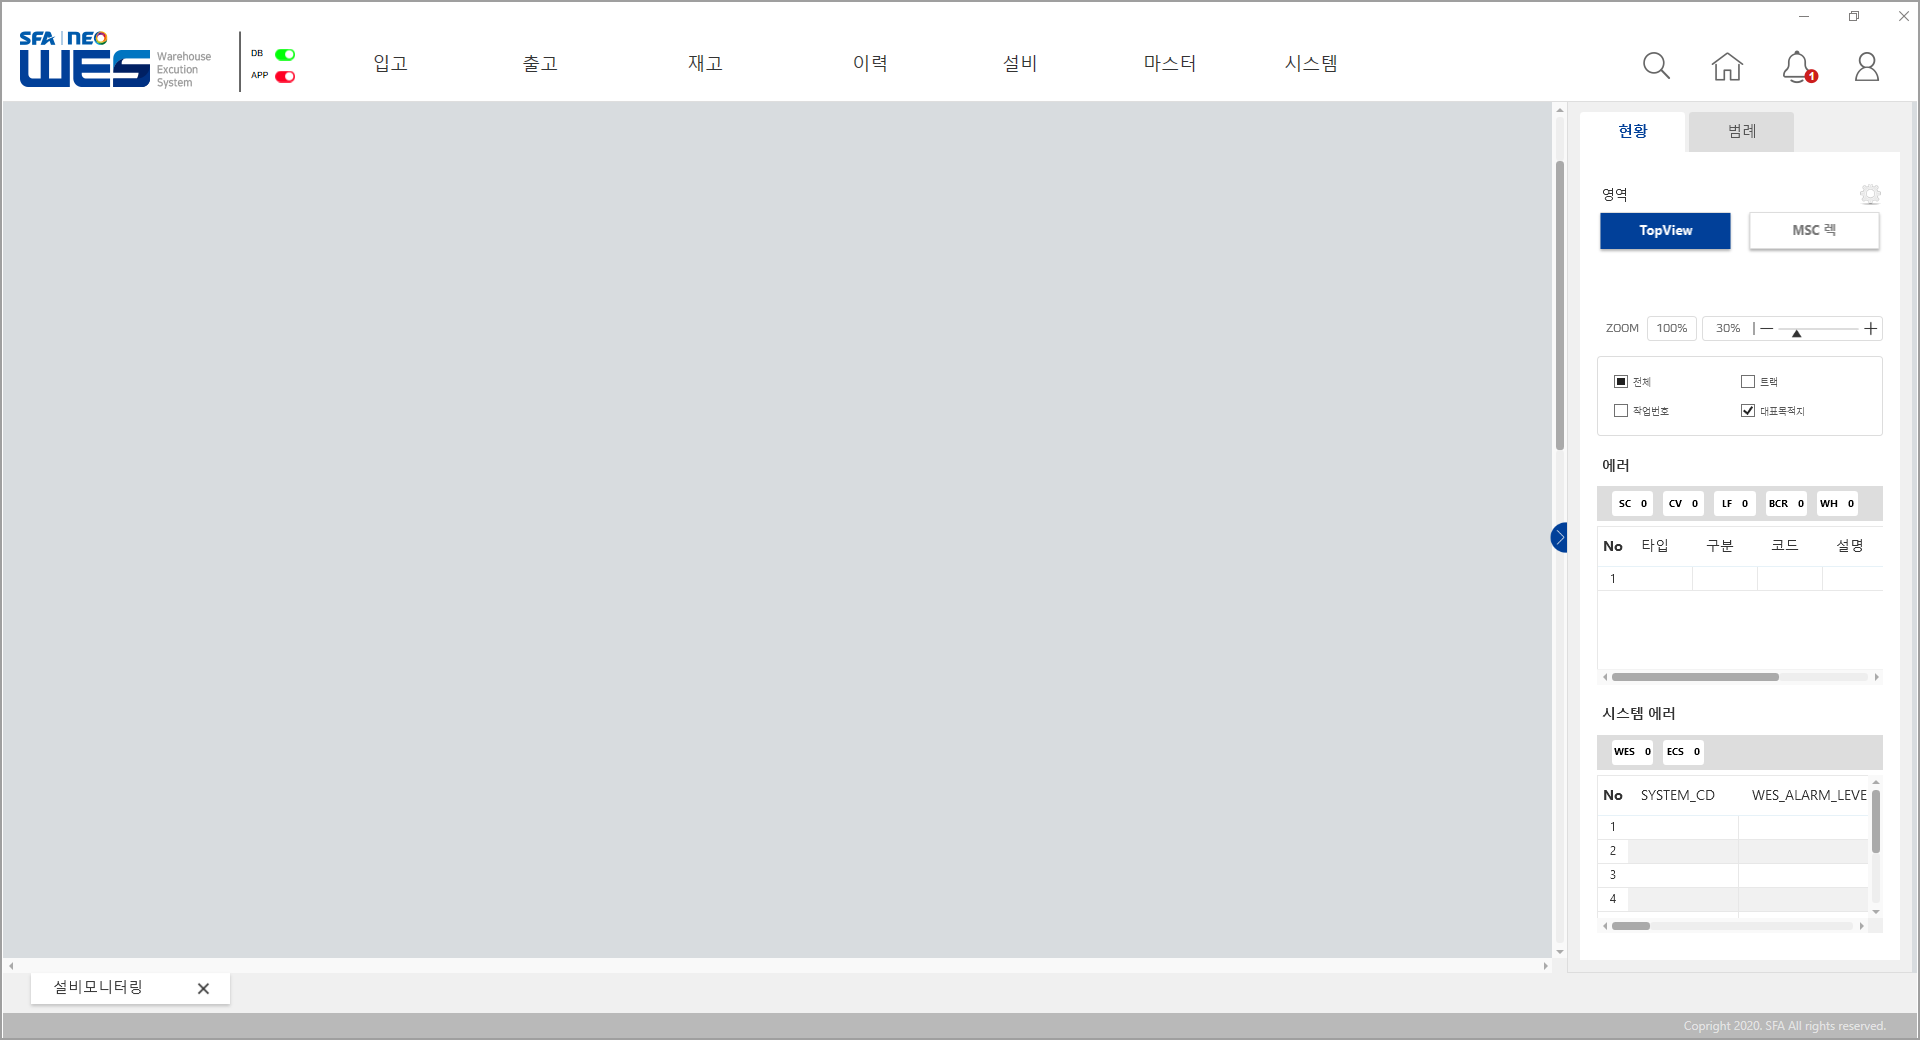 SFA NEO
WES Warehouse
Excution
System
DB
APP
입고 출고 재고 이력 설비 마스터 시스템
1
현황 범례
영역
TopView MSC 렉
ZOOM 100% 30%
전체 트랙
작업번호 대표목적지
에러
SC 0 CV 0 LF 0 BCR 0 WH 0
No 타입 구분 코드 설명
1
시스템 에러
WES 0 ECS 0
No SYSTEM_CD WES_ALARM_LEVE
1
2
3
4
설비모니터링
Copright 2020. SFA All rights reserved.